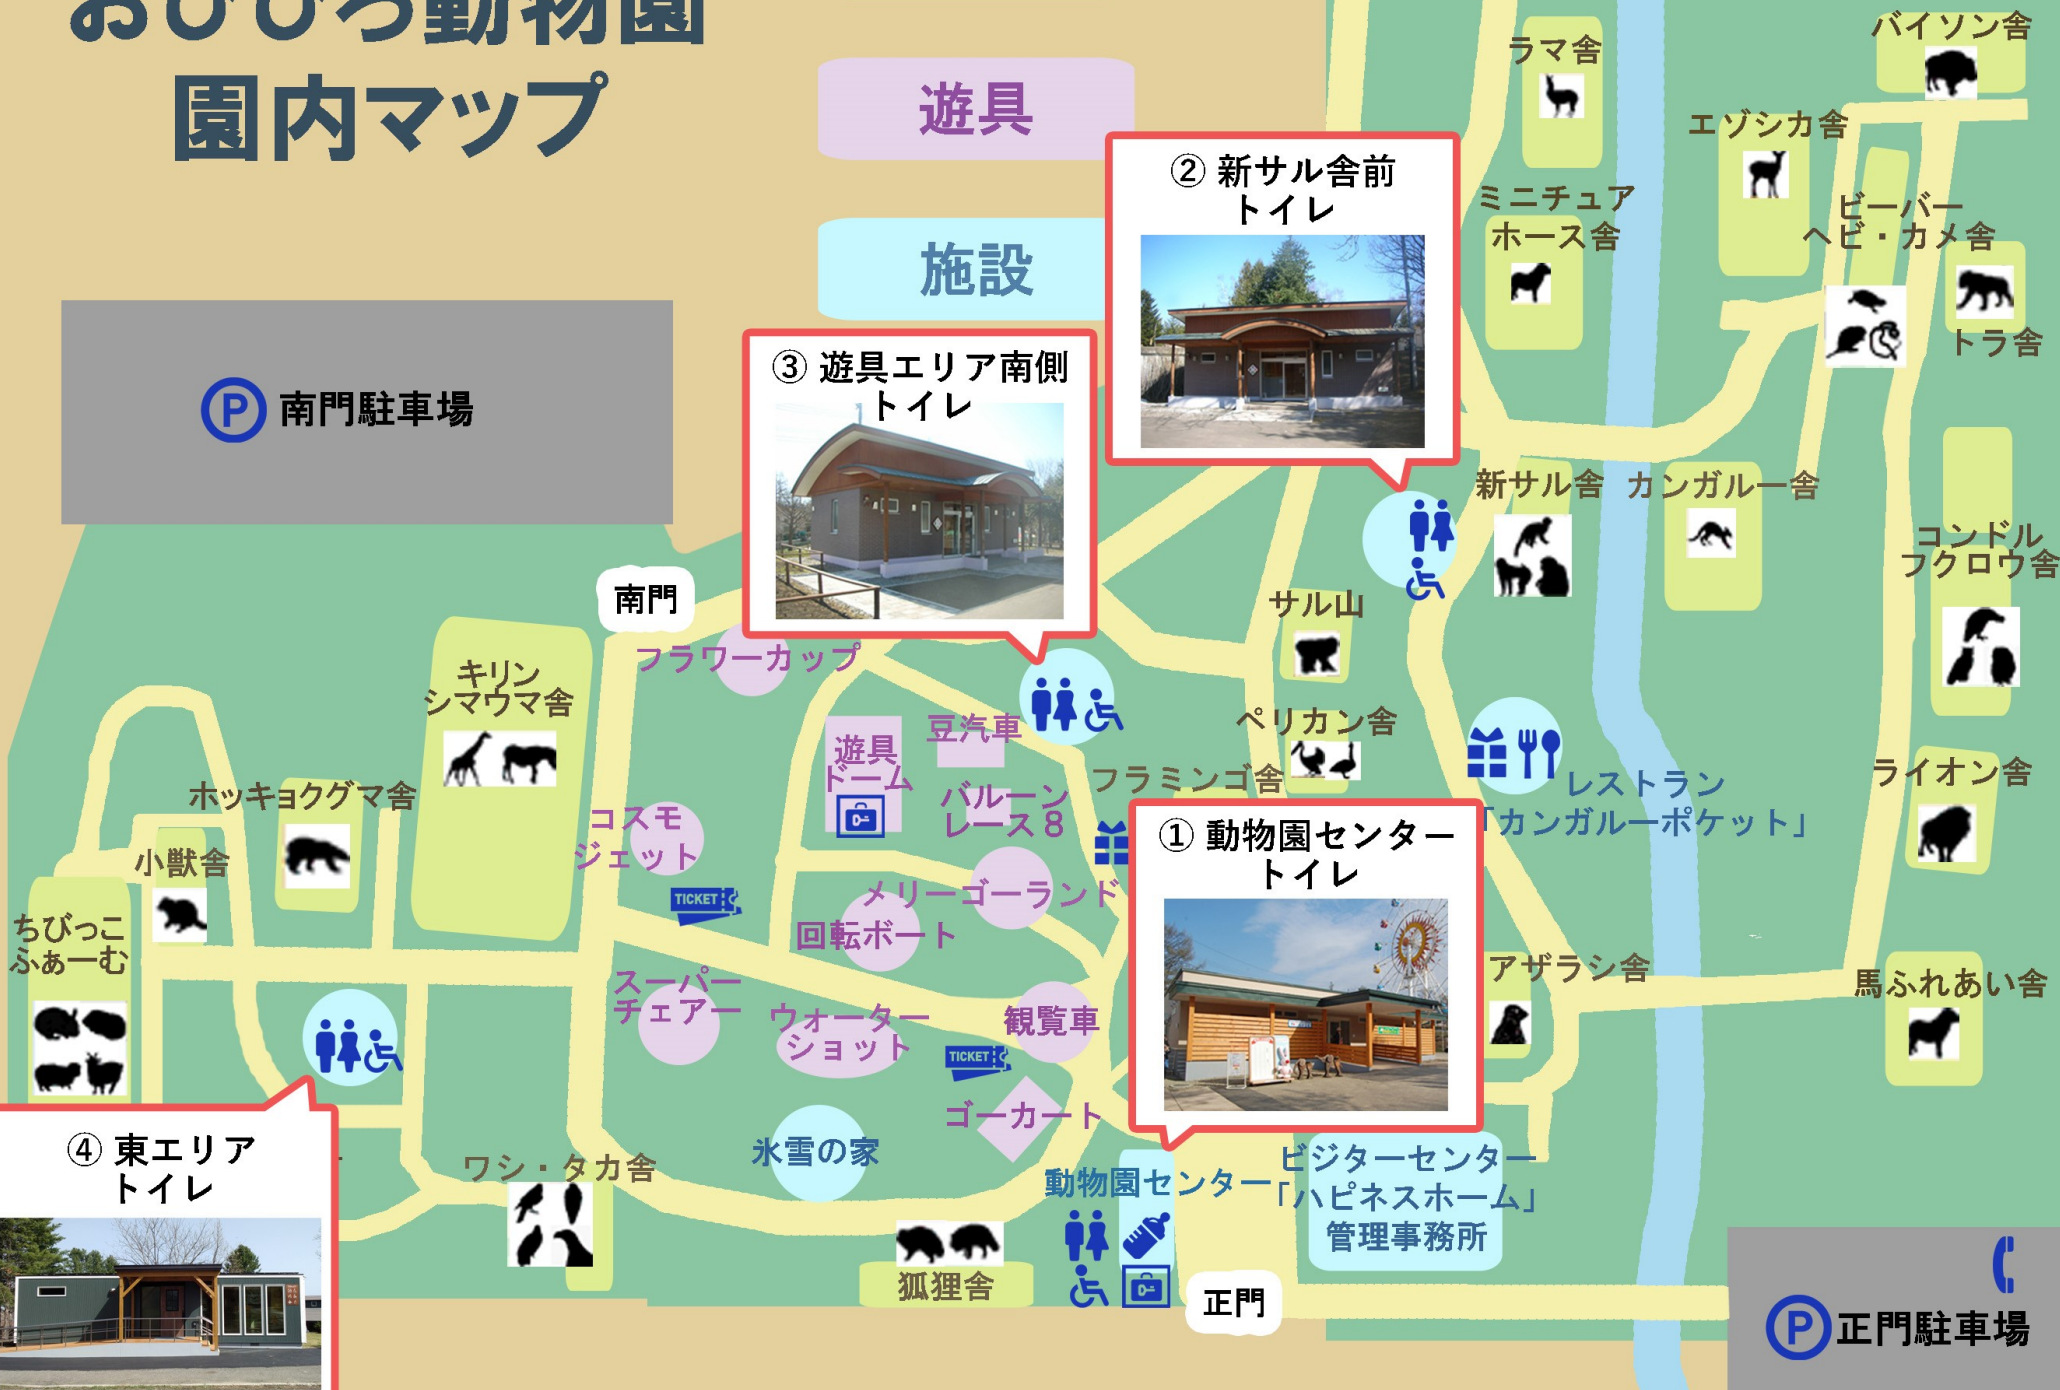 おびひろ動物園
園内マップ
遊具
施設
② 新サル舎前
トイレ
③ 遊具エリア南側
トイレ
① 動物園センター
トイレ
④ 東エリア
トイレ
ラマ舎
バイソン舎
エゾシカ舎
ミニチュア
ホース舎
ビーバー
ヘビ・カメ舎
トラ舎
P 南門駐車場
新サル舎
カンガルー舎
コンドル
フクロウ舎
南門
サル山
フラワーカップ
キリン
シマウマ舎
ペリカン舎
豆汽車
遊具
ドーム
フラミンゴ舎
レストラン
「カンガルーポケット」
ライオン舎
ホッキョクグマ舎
コスモ
ジェット
バルーン
レース8
小獣舎
TICKET
メリーゴーランド
回転ボート
ちびっこ
ふぁーむ
スーパー
チェアー
ウォーター
ショット
観覧車
アザラシ舎
馬ふれあい舎
TICKET
ゴーカート
氷雪の家
ワシ・タカ舎
動物園センター
ビジターセンター
「ハピネスホーム」
管理事務所
狐狸舎
正門
P 正門駐車場